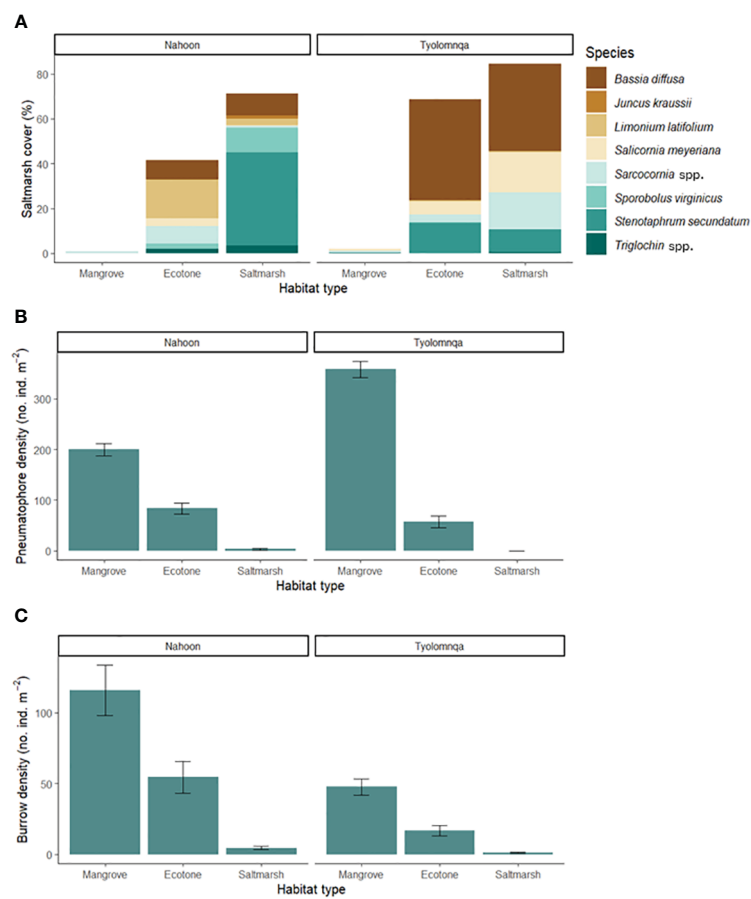 A
Nahoon Tyolomnqa
Saltmarsh cover (%)
80
60
40
20
0
Mangrove Ecotone Saltmarsh Mangrove Ecotone Saltmarsh
Habitat type
Species
Bassia diffusa
Juncus kraussii
Limonium latifolium
Salicornia meyeriana
Sarcocornia spp.
Sporobolus virginicus
Stenotaphrum secundatum
Triglochin spp.
B
Nahoon Tyolomnqa
Pneumatophore density (no. ind. m⁻²)
300
200
100
0
Mangrove Ecotone Saltmarsh Mangrove Ecotone Saltmarsh
Habitat type
C
Nahoon Tyolomnqa
Burrow density (no. ind. m⁻²)
100
50
0
Mangrove Ecotone Saltmarsh Mangrove Ecotone Saltmarsh
Habitat type